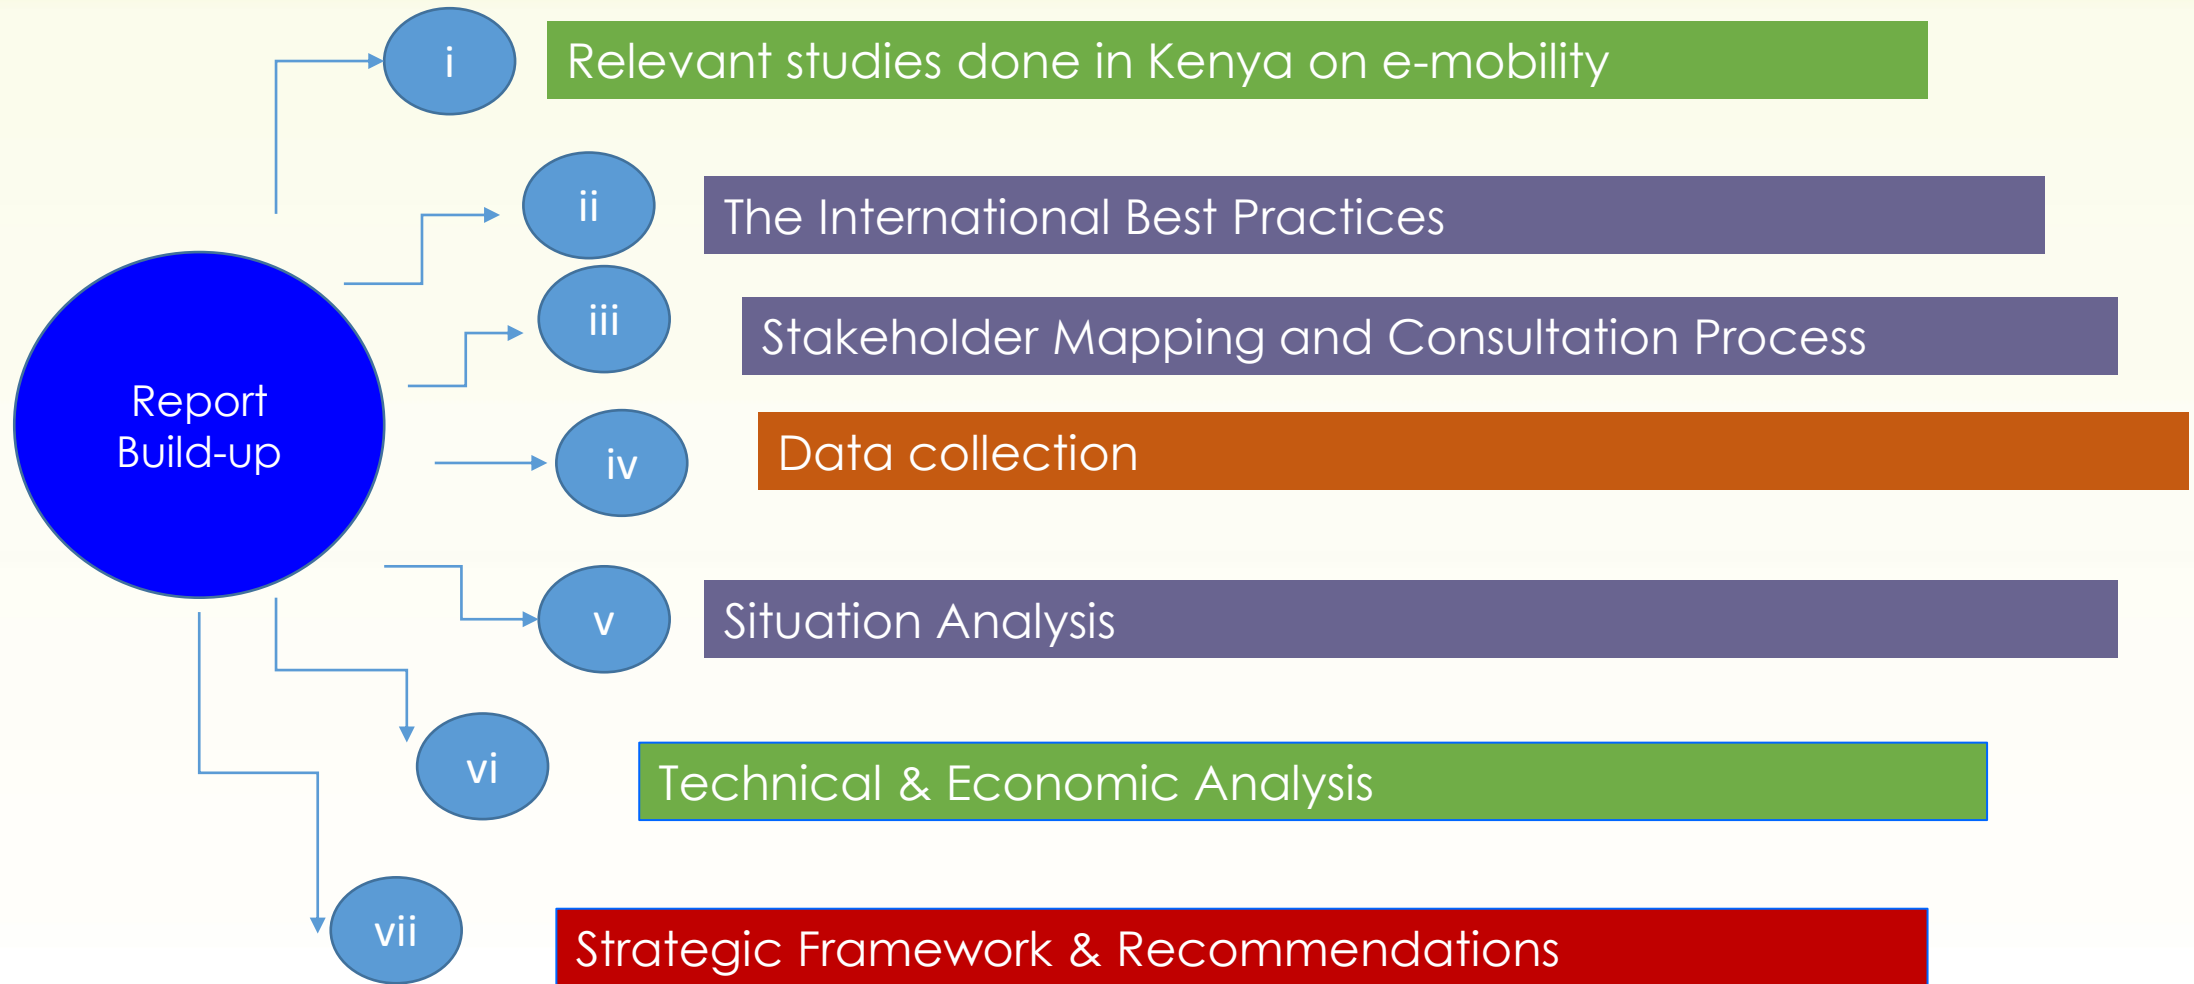 i
Relevant studies done in Kenya on e-mobility
ii
The International Best Practices
iii
Stakeholder Mapping and Consultation Process
Report
Build-up
iv
Data collection
v
Situation Analysis
vi
Technical & Economic Analysis
vii
Strategic Framework & Recommendations